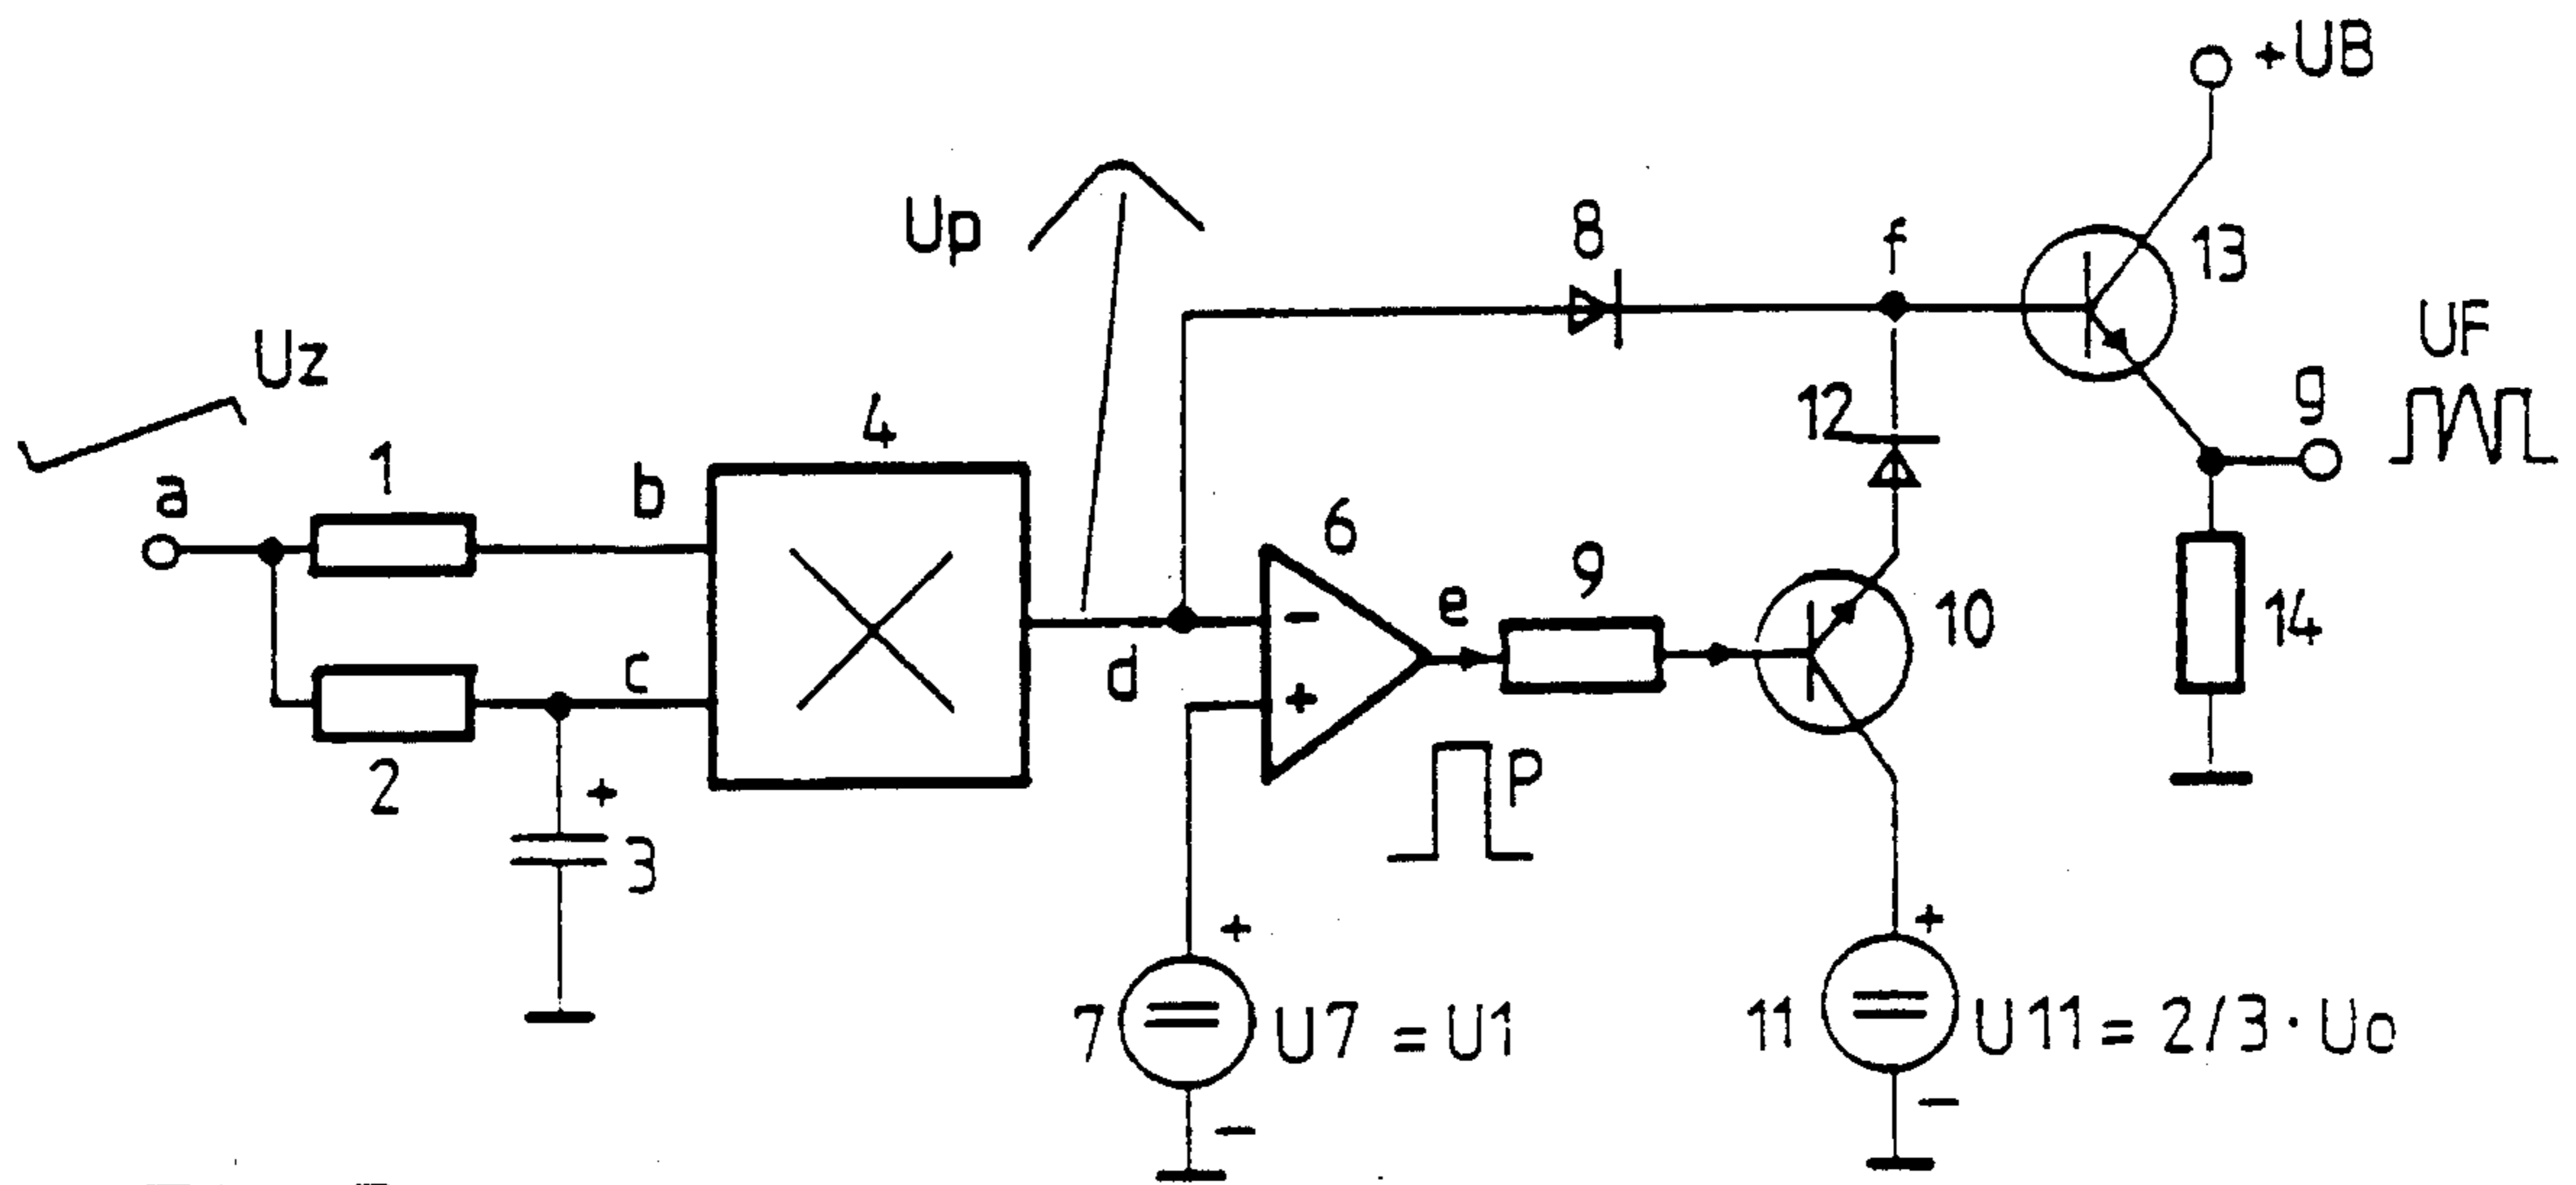 +UB
Up
8
f
13
UF
Uz
g
12
4
a
1
b
6
9
e
10
14
c
d
-
2
+
+
P
3
+
+
7
U7 = U1
11
U11 = 2/3 · Uo
-
-